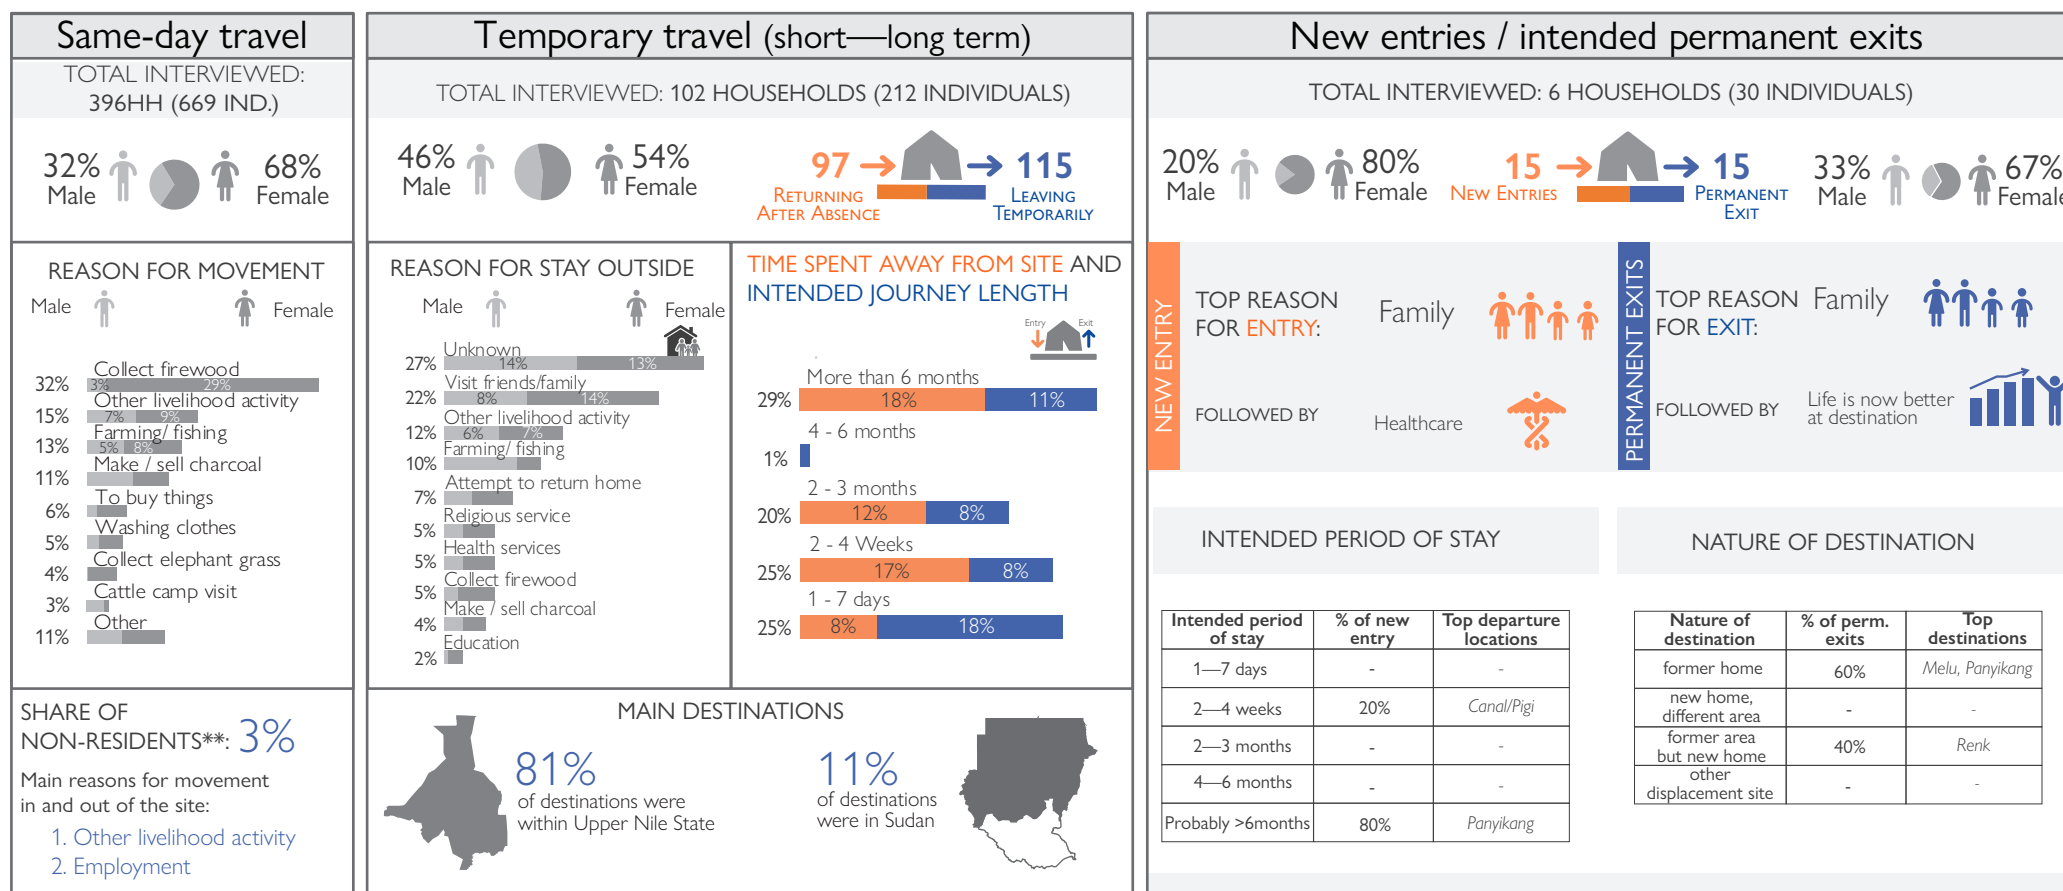 Same-day travel
TOTAL INTERVIEWED:
396HH (669 IND.)
32%
Male
68%
Female
REASON FOR MOVEMENT
Male
Female
Collect firewood
32%
3%
29%
Other livelihood activity
15%
7%
9%
Farming/ fishing
13%
5%
8%
Make / sell charcoal
11%
To buy things
6%
Washing clothes
5%
Collect elephant grass
4%
Cattle camp visit
3%
Other
11%
SHARE OF
NON-RESIDENTS**: 3%
Main reasons for movement
in and out of the site:
1. Other livelihood activity
2. Employment
Temporary travel (short—long term)
TOTAL INTERVIEWED: 102 HOUSEHOLDS (212 INDIVIDUALS)
46%
Male
54%
Female
97
RETURNING
AFTER ABSENCE
115
LEAVING
TEMPORARILY
REASON FOR STAY OUTSIDE
Male
Female
Unknown
27%
14%
13%
Visit friends/family
22%
8%
14%
Other livelihood activity
12%
6%
7%
Farming/ fishing
10%
Attempt to return home
7%
Religious service
5%
Health services
5%
Collect firewood
5%
Make / sell charcoal
4%
Education
2%
TIME SPENT AWAY FROM SITE AND
INTENDED JOURNEY LENGTH
Entry
Exit
More than 6 months
29%
18%
11%
4 - 6 months
1%
2 - 3 months
20%
12%
8%
2 - 4 Weeks
25%
17%
8%
1 - 7 days
25%
8%
18%
MAIN DESTINATIONS
81%
of destinations were
within Upper Nile State
11%
of destinations
were in Sudan
New entries / intended permanent exits
TOTAL INTERVIEWED: 6 HOUSEHOLDS (30 INDIVIDUALS)
20%
Male
80%
Female
15
NEW ENTRIES
15
PERMANENT
EXIT
33%
Male
67%
Female
NEW ENTRY
TOP REASON
FOR ENTRY:
Family
FOLLOWED BY
Healthcare
PERMANENT EXITS
TOP REASON
FOR EXIT:
Family
FOLLOWED BY
Life is now better
at destination
INTENDED PERIOD OF STAY
Intended period of stay
% of new entry
Top departure locations
1—7 days
-
-
2—4 weeks
20%
Canal/Pigi
2—3 months
-
-
4—6 months
-
-
Probably >6months
80%
Panyikang
NATURE OF DESTINATION
Nature of destination
% of perm. exits
Top destinations
former home
60%
Melu, Panyikang
new home, different area
-
-
former area but new home
40%
Renk
other displacement site
-
-